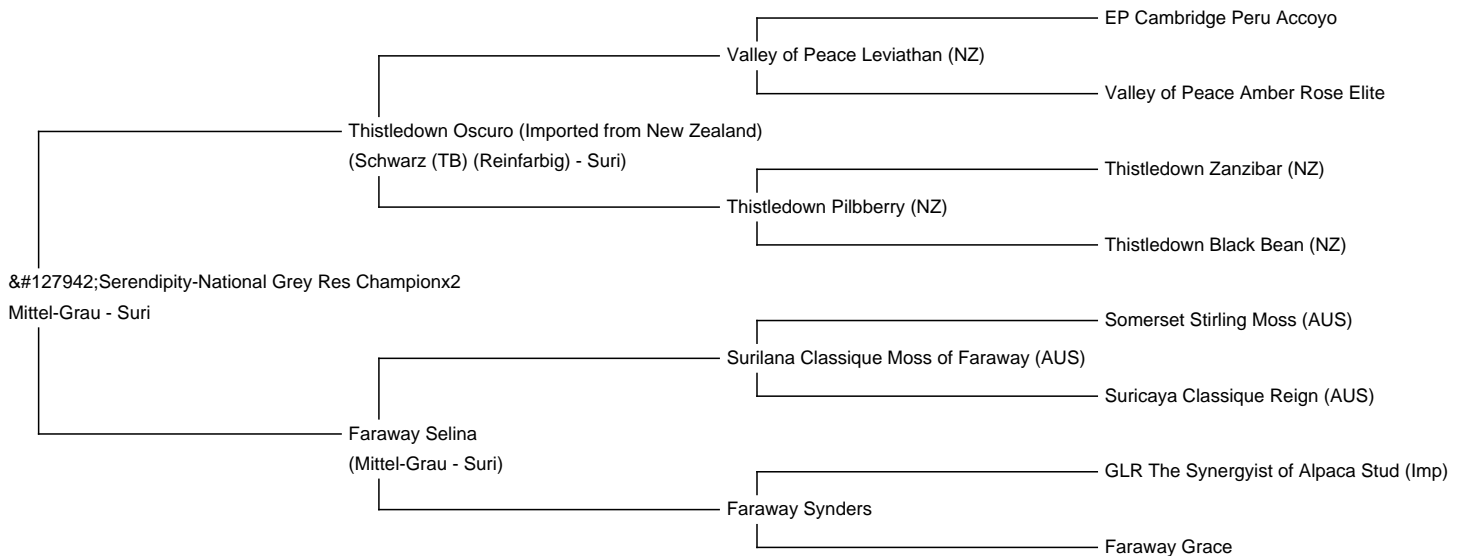 EP Cambridge Peru Accoyo
Valley of Peace Leviathan (NZ)
Valley of Peace Amber Rose Elite
Thistledown Oscuro (Imported from New Zealand)
(Schwarz (TB) (Reinfarbig) - Suri)
Thistledown Zanzibar (NZ)
Thistledown Pilbberry (NZ)
Thistledown Black Bean (NZ)
&#127942;Serendipity-National Grey Res Championx2
Mittel-Grau - Suri
Somerset Stirling Moss (AUS)
Surilana Classique Moss of Faraway (AUS)
Suricaya Classique Reign (AUS)
Faraway Selina
(Mittel-Grau - Suri)
GLR The Synergyist of Alpaca Stud (Imp)
Faraway Synders
Faraway Grace